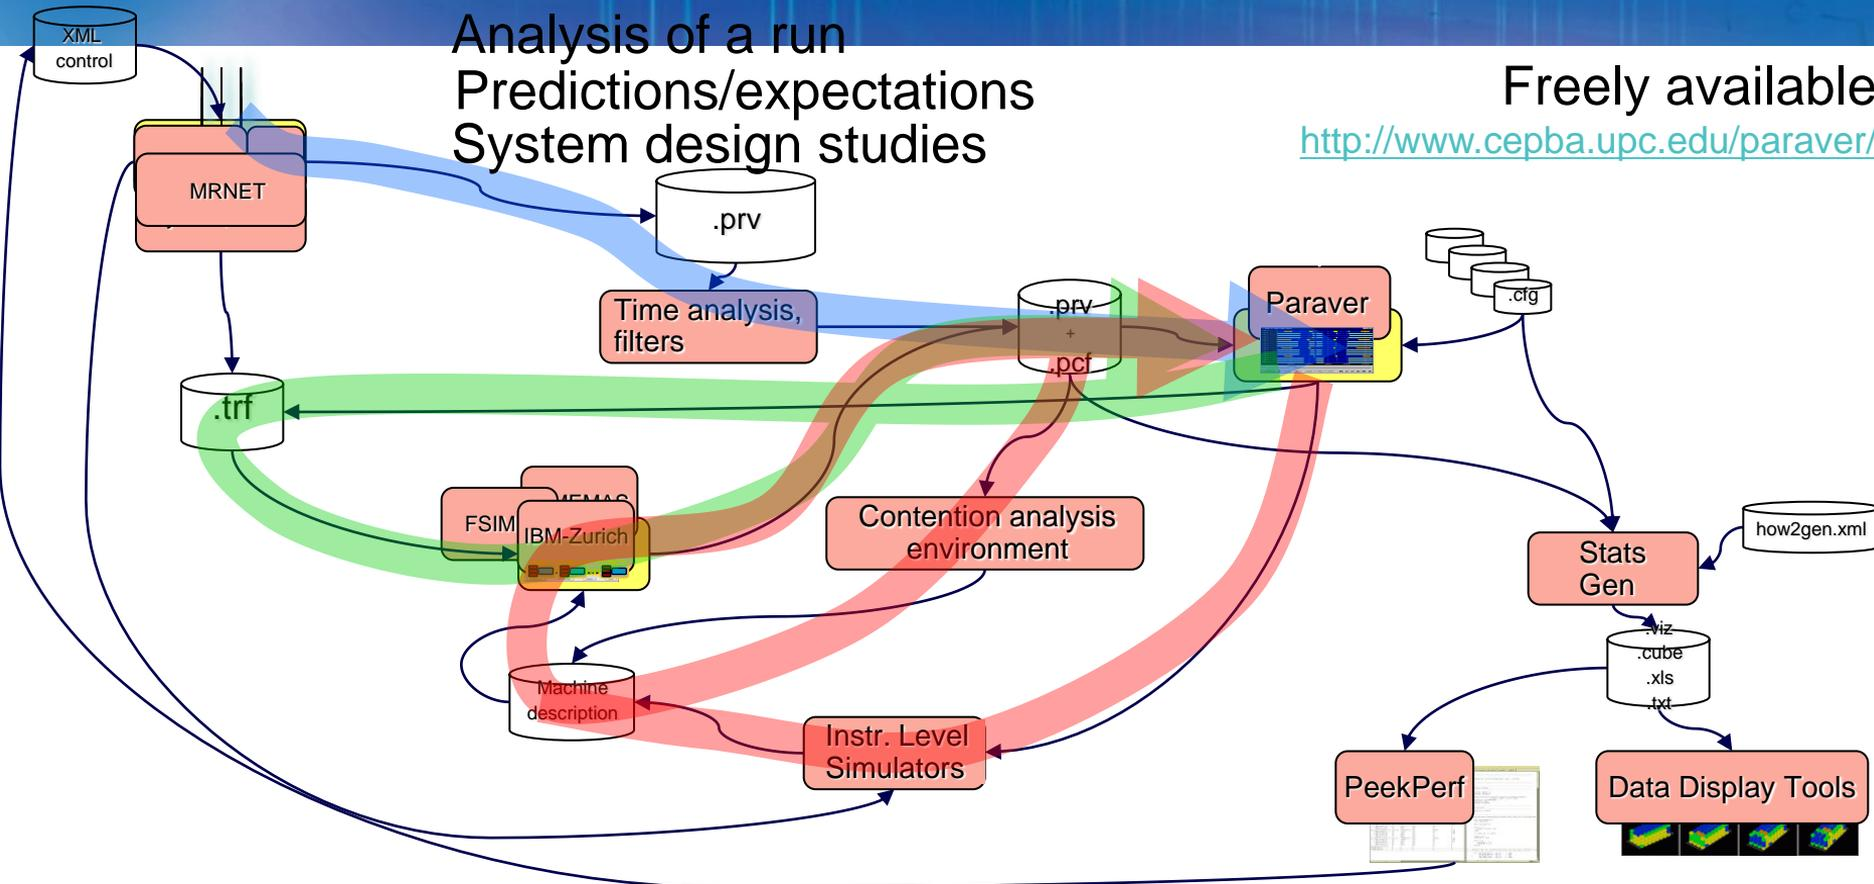 Analysis of a run
Predictions/expectations
System design studies
Freely available
http://www.cepba.upc.edu/paraver/
XML
control
MRNET
.prv
Time analysis,
filters
.prv
+
.pcf
Paraver
.cfg
.trf
FSIM
IBM-Zurich
Contention analysis
environment
how2gen.xml
Stats
Gen
.viz
.cube
.xls
.txt
Machine
description
Instr. Level
Simulators
PeekPerf
Data Display Tools